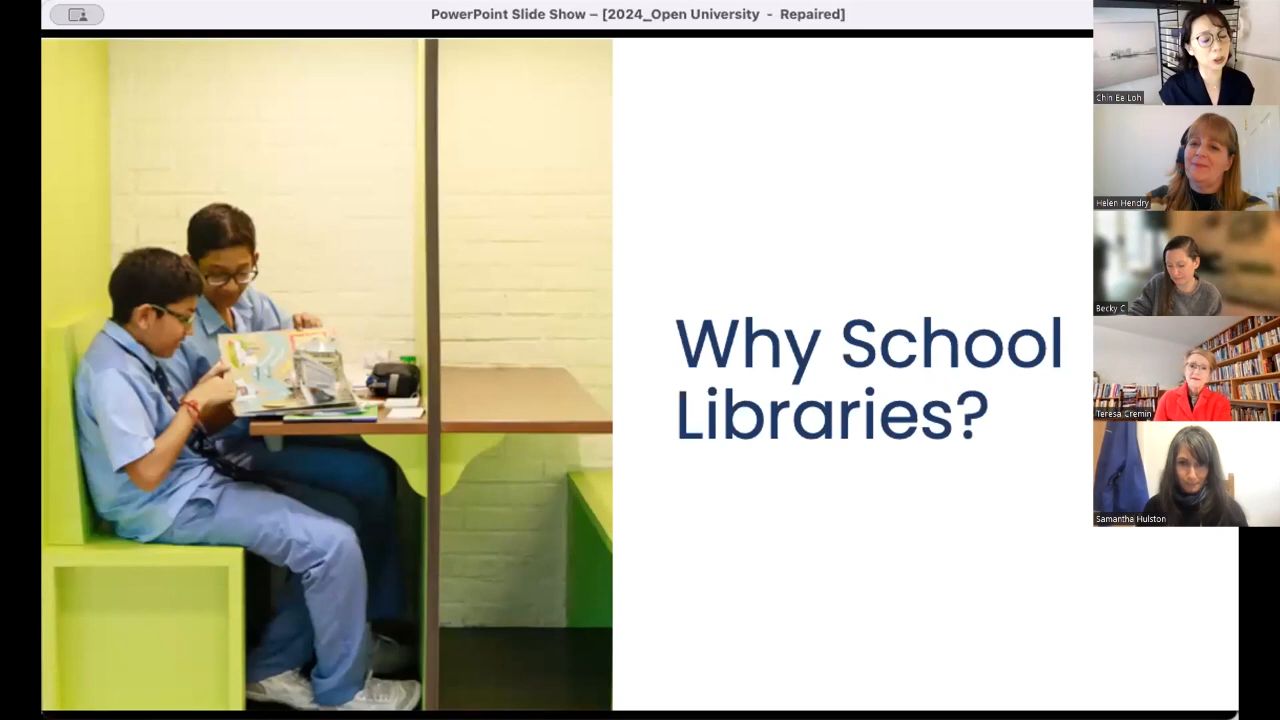 PowerPoint Slide Show – [2024_Open University - Repaired]
Why School
Libraries?
Chin Ee Loh
Helen Hendry
Becky C
Teresa Cremin
Samantha Hulston